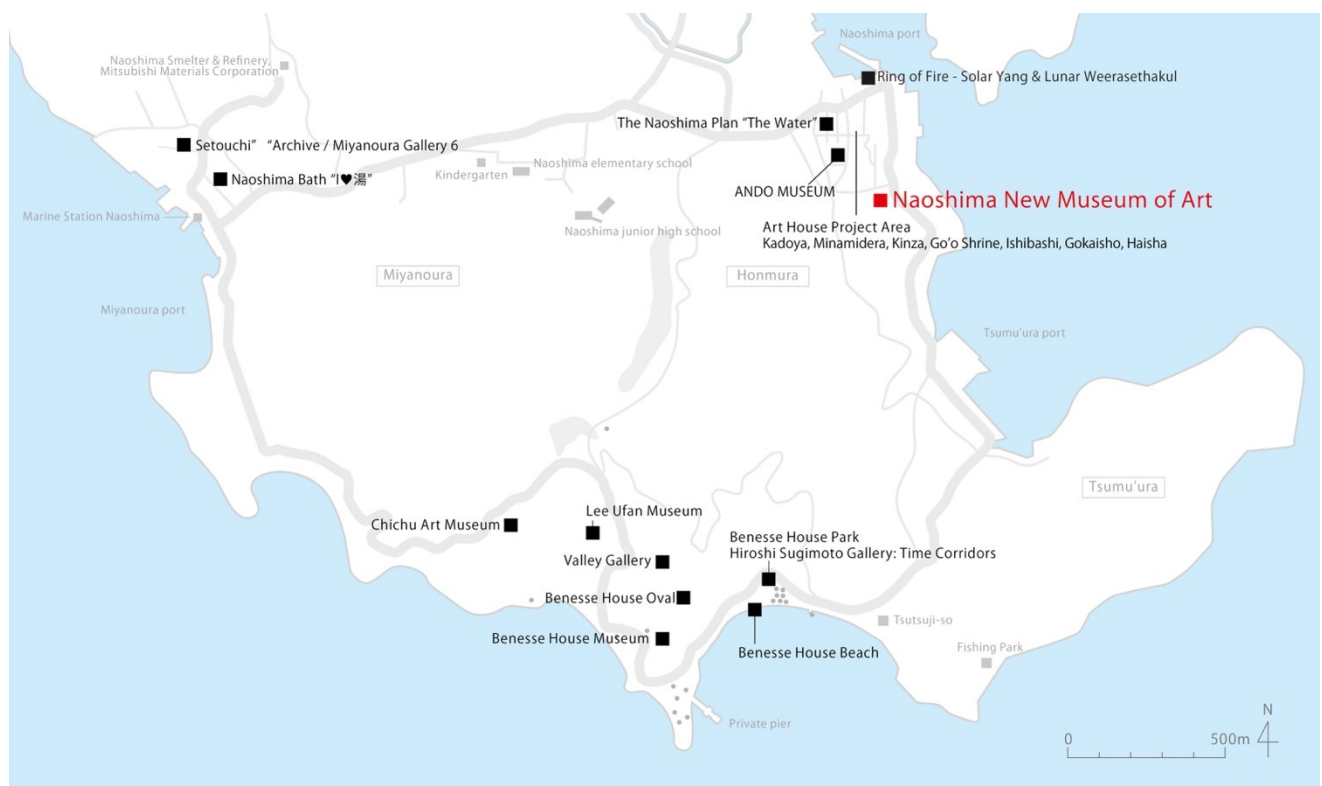 Naoshima port
Naoshima Smelter & Refinery,
Mitsubishi Materials Corporation
Ring of Fire - Solar Yang & Lunar Weerasethakul
The Naoshima Plan “The Water”
Setouchi” “Archive / Miyanoura Gallery 6
Naoshima elementary school
Kindergarten
Naoshima Bath “I♥湯”
ANDO MUSEUM
Naoshima New Museum of Art
Marine Station Naoshima
Naoshima junior high school
Art House Project Area
Kadoya, Minamidera, Kinza, Go’o Shrine, Ishibashi, Gokaisho, Haisha
Miyanoura
Honmura
Miyanoura port
Tsumu’ura port
Tsumu’ura
Lee Ufan Museum
Chichu Art Museum
Benesse House Park
Hiroshi Sugimoto Gallery: Time Corridors
Valley Gallery
Benesse House Oval
Tsutsuji-so
Benesse House Museum
Benesse House Beach
Fishing Park
Private pier
N
0 500m